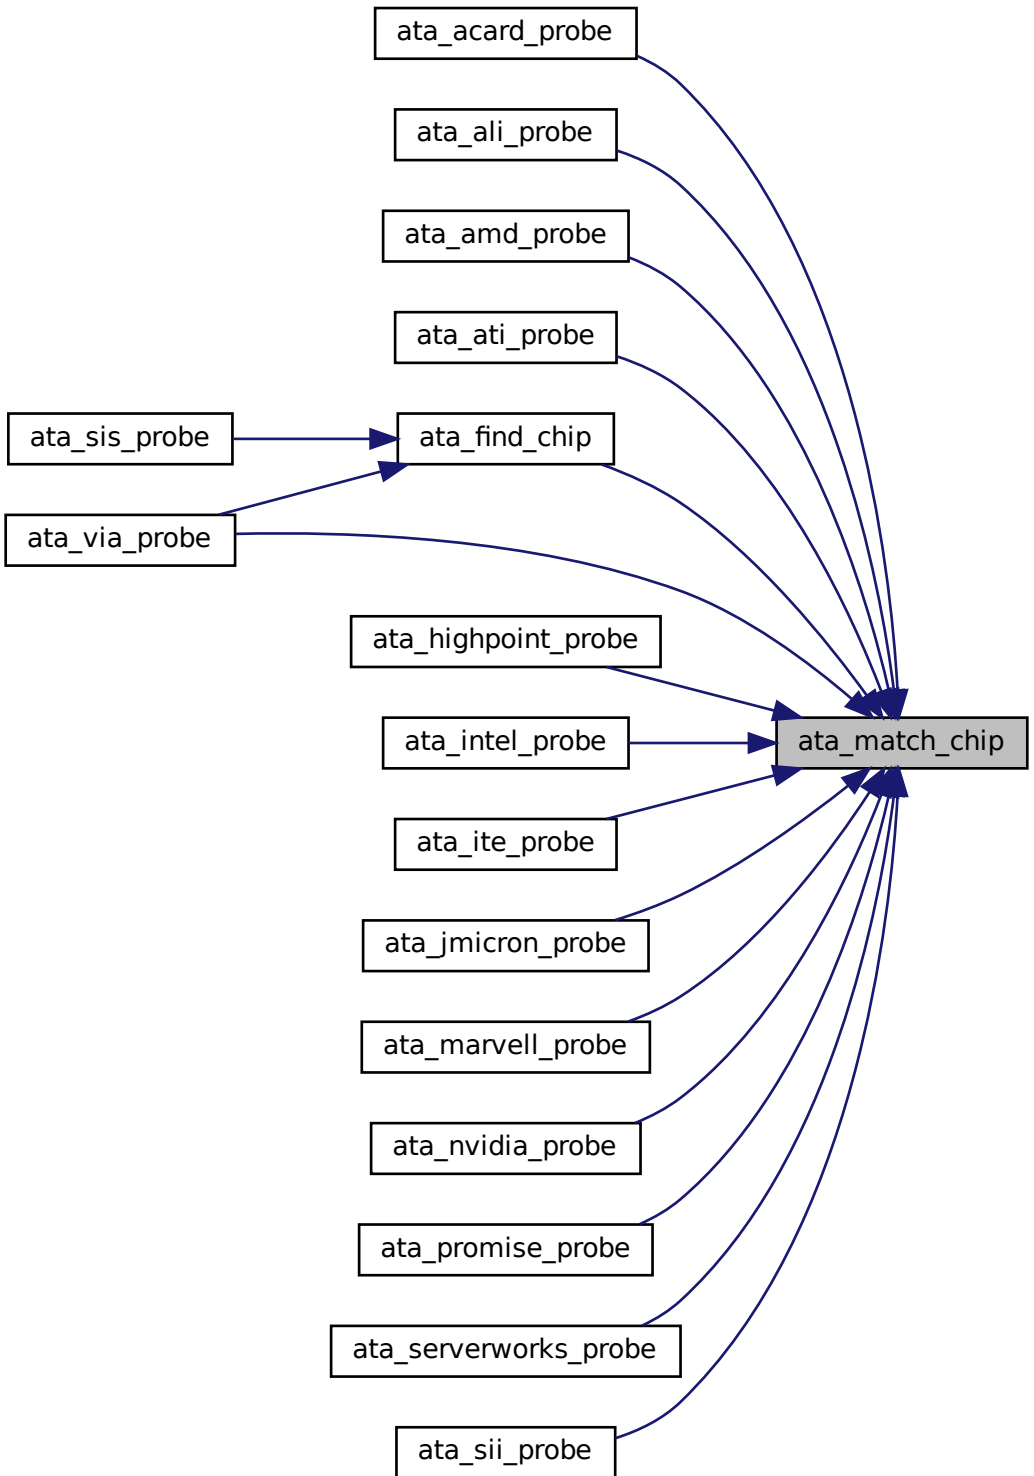 ata_acard_probe
ata_ali_probe
ata_amd_probe
ata_ati_probe
ata_sis_probe
ata_find_chip
ata_via_probe
ata_highpoint_probe
ata_intel_probe
ata_match_chip
ata_ite_probe
ata_jmicron_probe
ata_marvell_probe
ata_nvidia_probe
ata_promise_probe
ata_serverworks_probe
ata_sii_probe